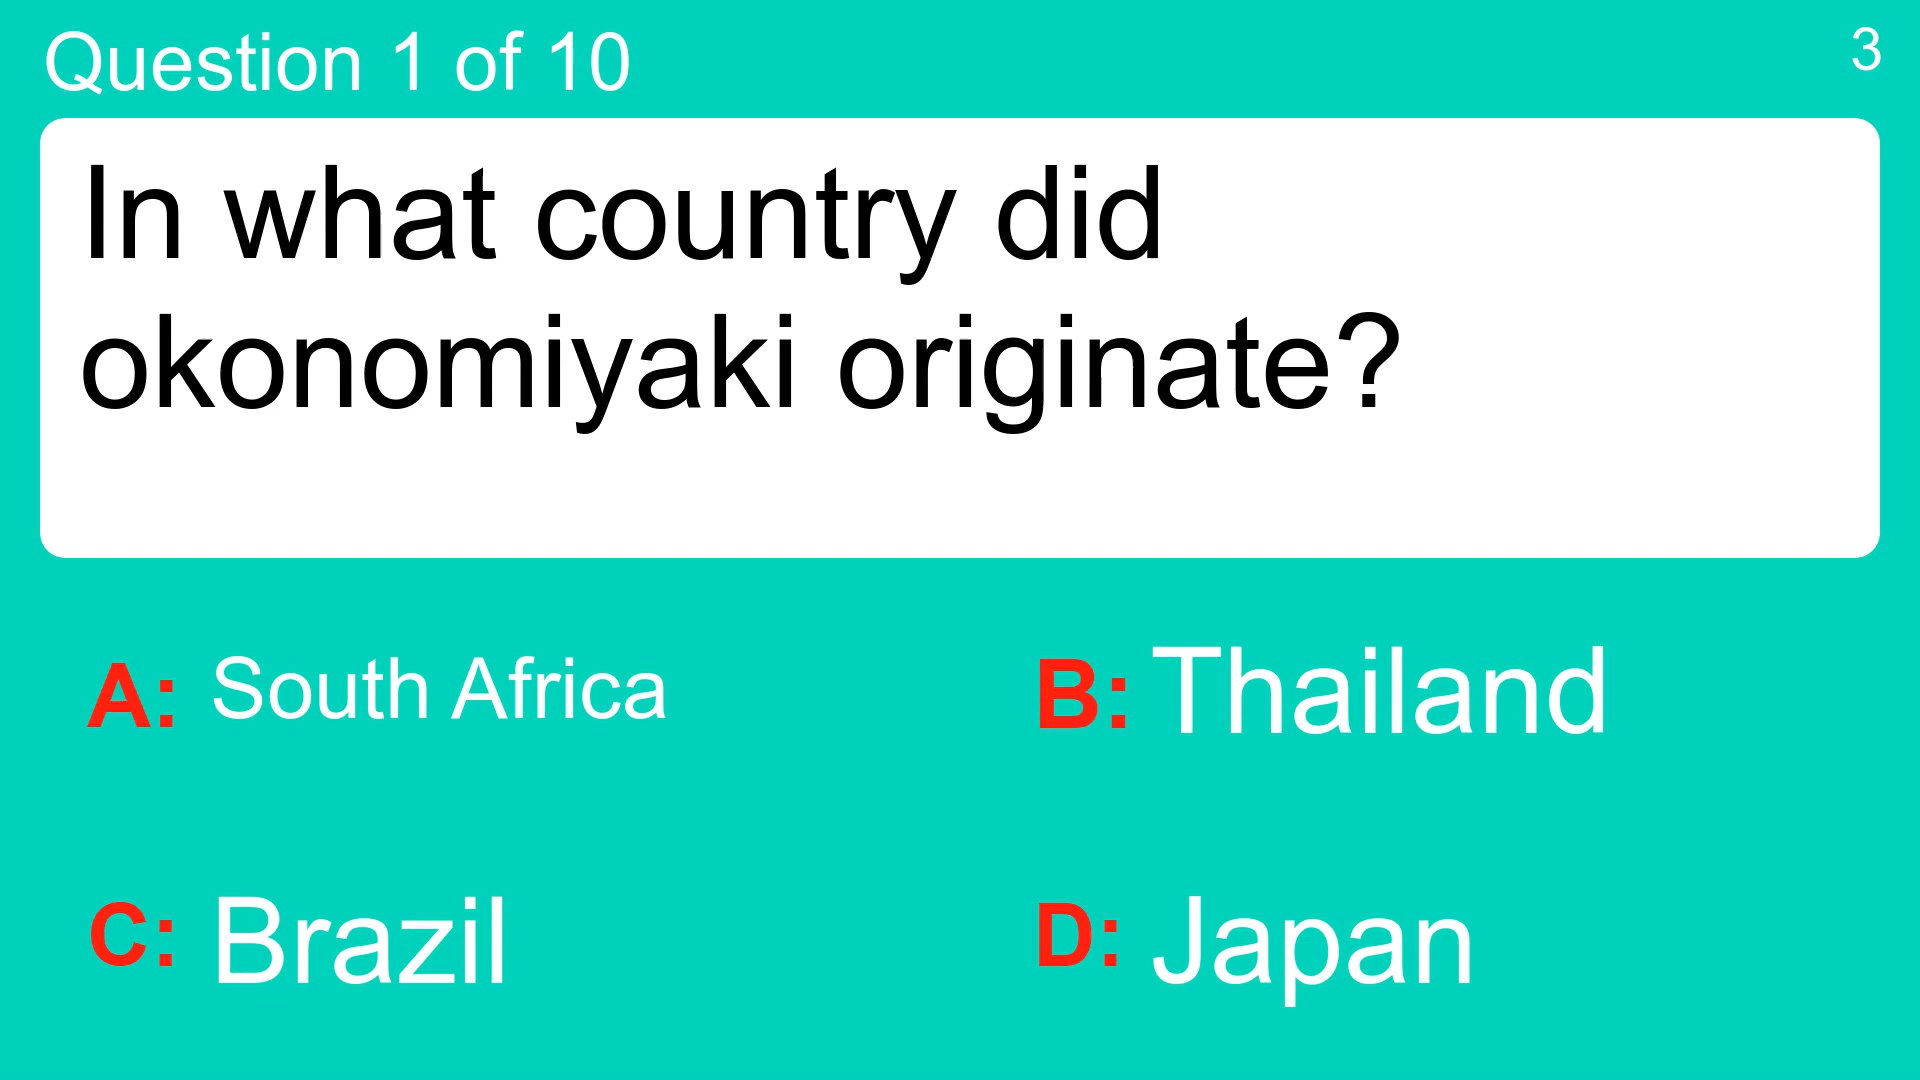 Question 1 of 10
3
In what country did
okonomiyaki originate?
A: South Africa
B: Thailand
C: Brazil
D: Japan